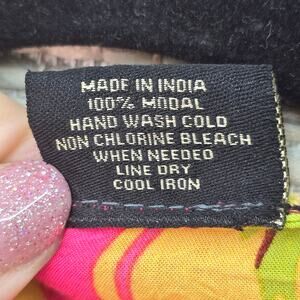 MADE IN INDIA
100% MODAL
HAND WASH COLD
NON CHLORINE BLEACH
WHEN NEEDED
LINE DRY
COOL IRON